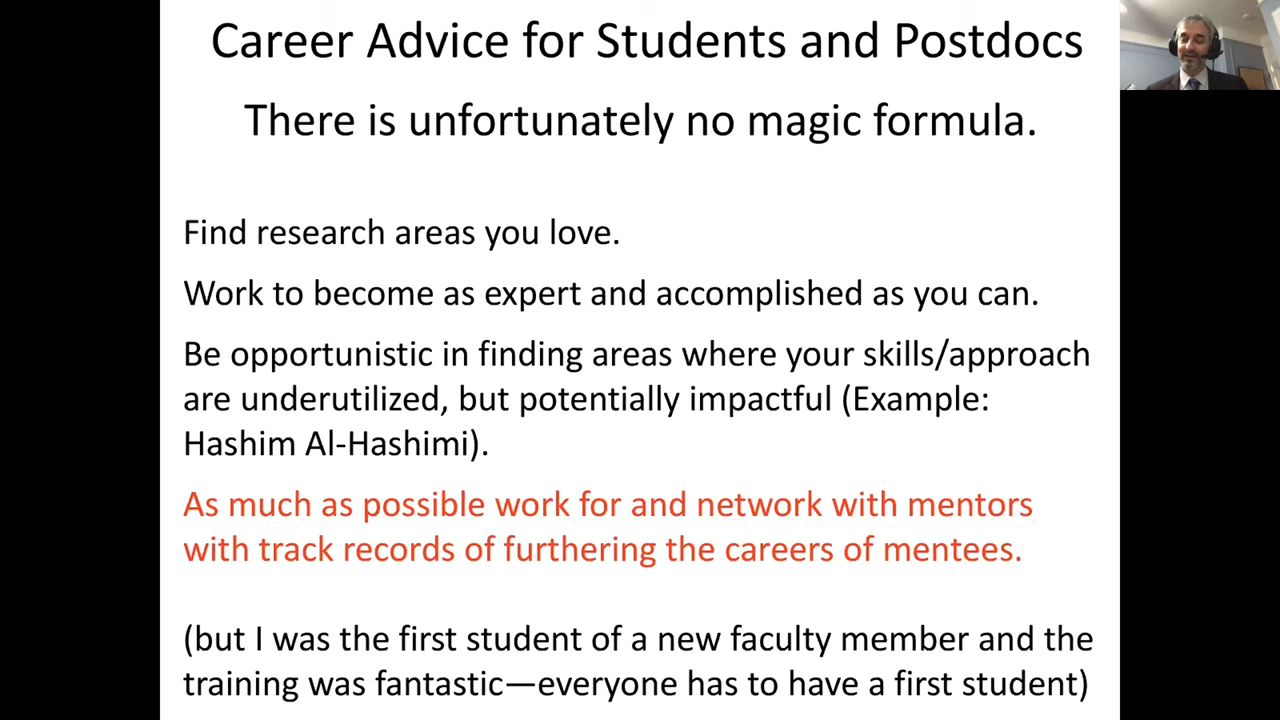 Career Advice for Students and Postdocs
There is unfortunately no magic formula.
Find research areas you love.
Work to become as expert and accomplished as you can.
Be opportunistic in finding areas where your skills/approach
are underutilized, but potentially impactful (Example:
Hashim Al-Hashimi).
As much as possible work for and network with mentors
with track records of furthering the careers of mentees.
(but I was the first student of a new faculty member and the
training was fantastic—everyone has to have a first student)